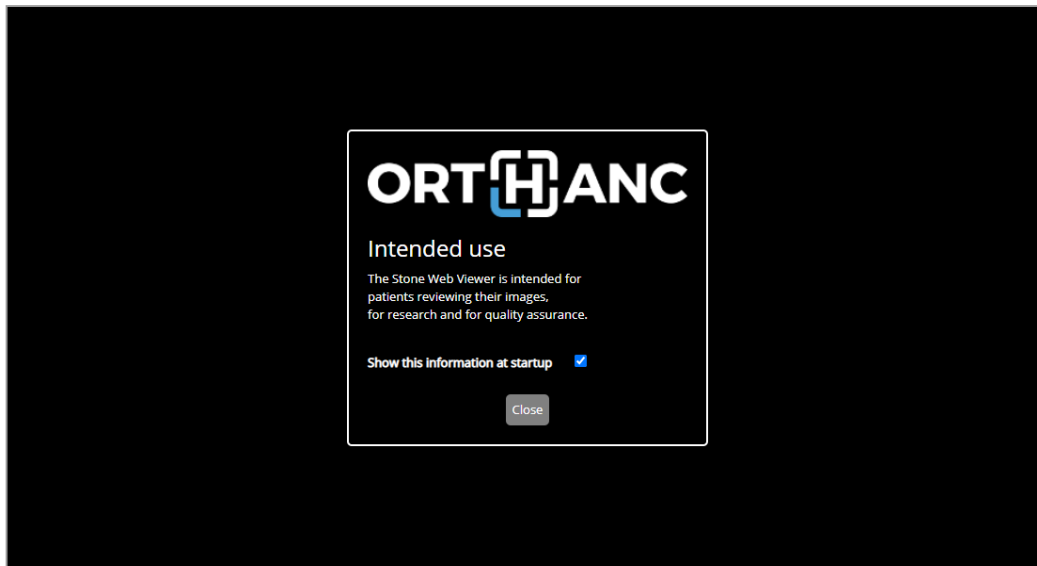 ORTHANC
Intended use
The Stone Web Viewer is intended for
patients reviewing their images,
for research and for quality assurance.
Show this information at startup
Close